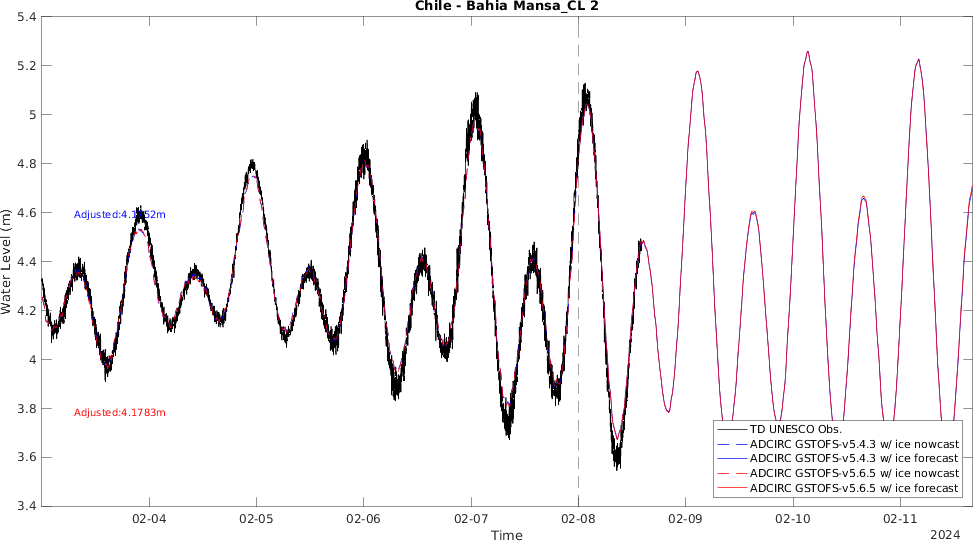 Chile - Bahia Mansa_CL 2
5.4
5.2
5
4.8
4.6
4.4
4.2
4
3.8
3.6
3.4
Water Level (m)
Adjusted:4.1852m
Adjusted:4.1783m
TD UNESCO Obs.
ADCIRC GSTOFS-v5.4.3 w/ ice nowcast
ADCIRC GSTOFS-v5.4.3 w/ ice forecast
ADCIRC GSTOFS-v5.6.5 w/ ice nowcast
ADCIRC GSTOFS-v5.6.5 w/ ice forecast
02-04
02-05
02-06
02-07
02-08
02-09
02-10
02-11
Time
2024